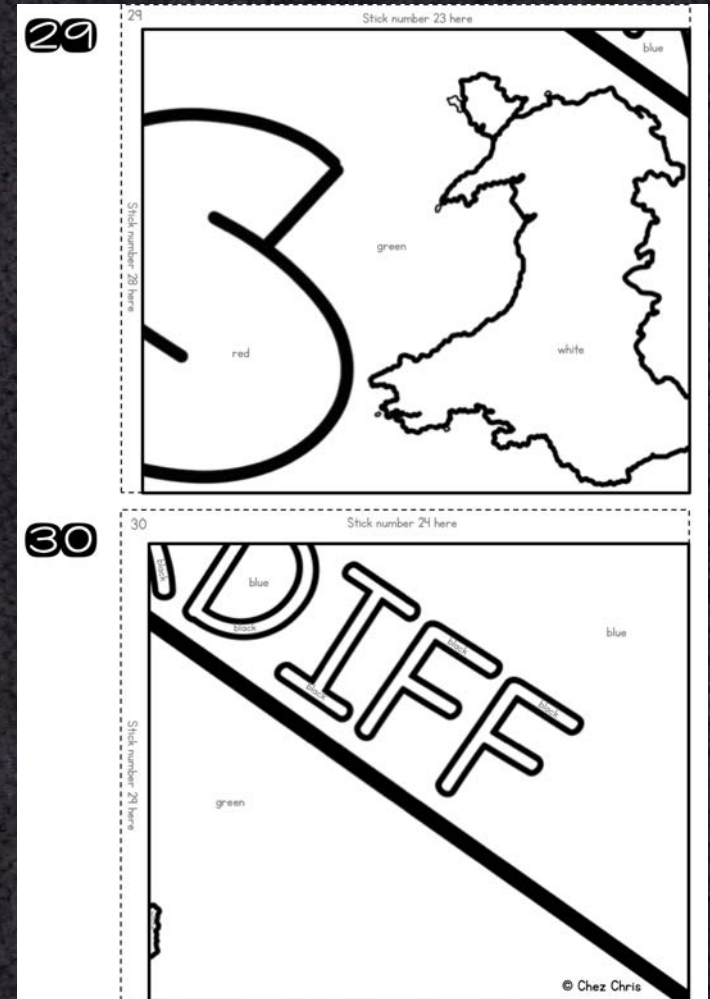 29
29
Stick number 23 here
blue
Stick number 28 here
green
red
white
30
30
Stick number 24 here
black
blue
black
DIFF
black
black
black
blue
Stick number 29 here
green
© Chez Chris